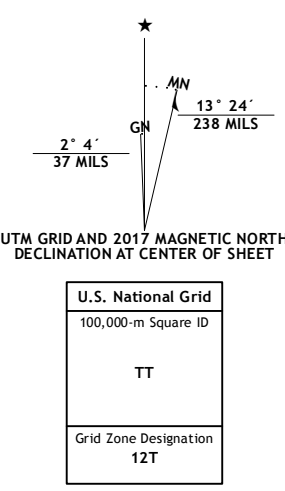 MN
GN
13° 24´
238 MILS
2° 4´
37 MILS
UTM GRID AND 2017 MAGNETIC NORTH
DECLINATION AT CENTER OF SHEET
U.S. National Grid
100,000-m Square ID
TT
Grid Zone Designation
12T